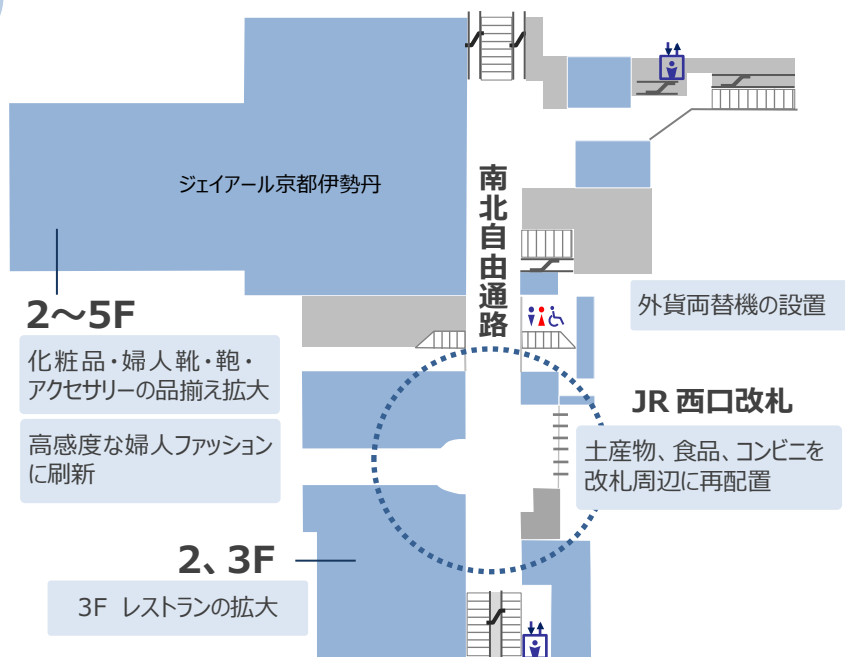 ジェイアール京都伊勢丹
南北自由通路
2～5F
化粧品・婦人靴・鞄・
アクセサリーの品揃え拡大
高感度な婦人ファッション
に刷新
外貨両替機の設置
JR 西口改札
土産物、食品、コンビニを
改札周辺に再配置
2、3F
3F レストランの拡大